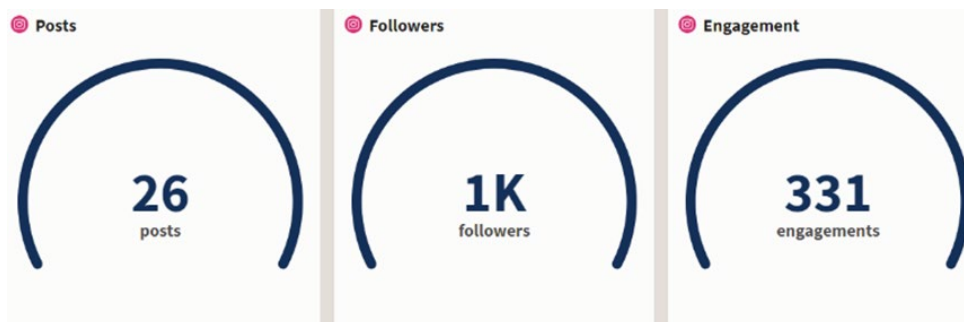 Posts
26
posts
Followers
1K
followers
Engagement
331
engagements